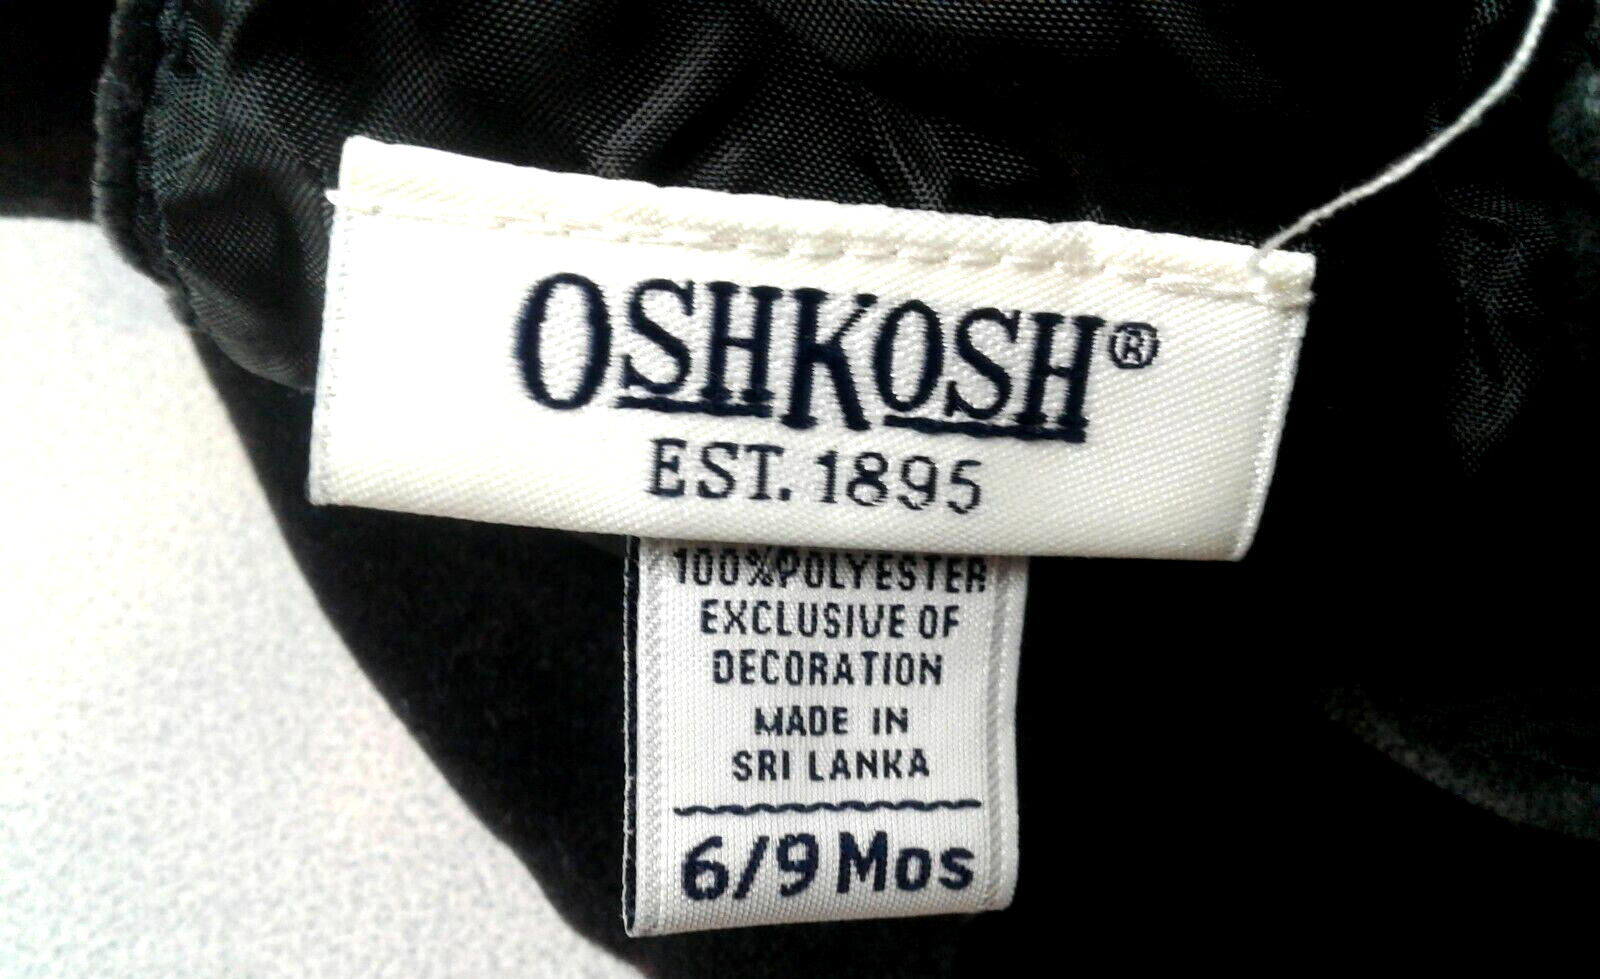 OSHKOSH®
EST. 1895
100%POLYESTER
EXCLUSIVE OF
DECORATION
MADE IN
SRI LANKA
6/9 Mos